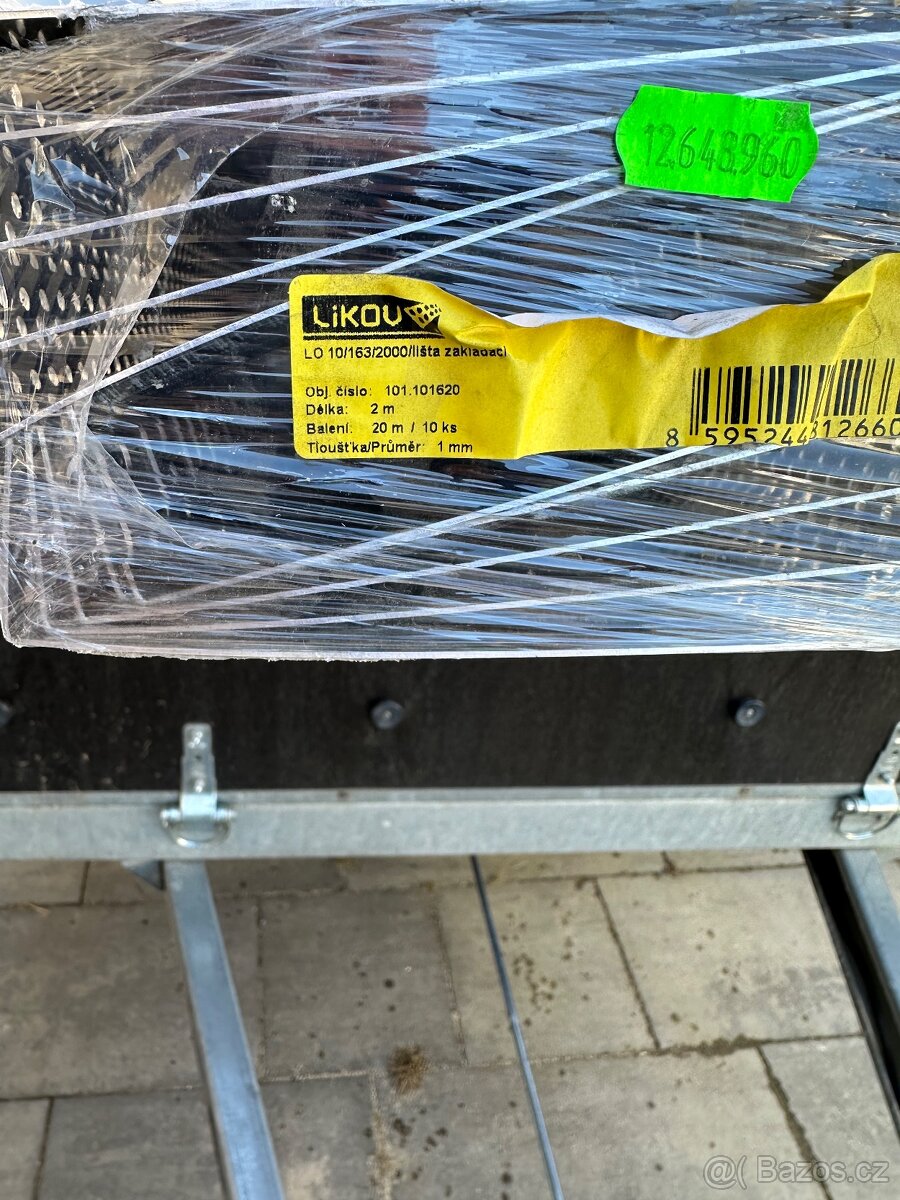 12.648.960
LIKOV
LO 10/163/2000/lišta zakládací
Obj. číslo: 101.101620
Délka: 2 m
Balení: 20 m / 10 ks
Tloušťka/Průměr: 1 mm
8 595244 312660
@( Bazos.cz